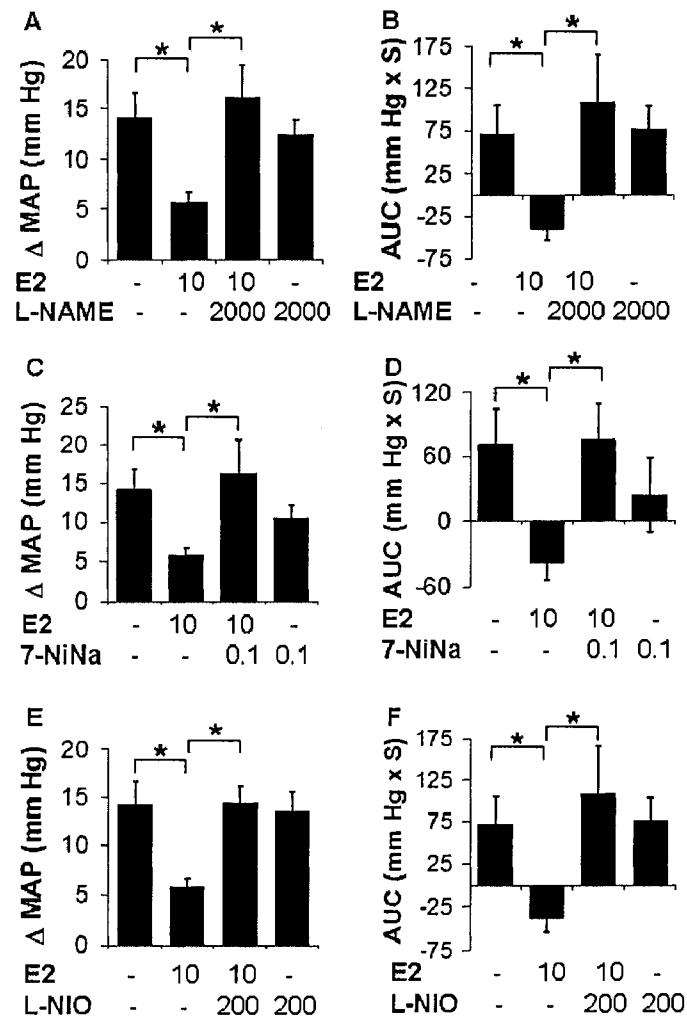 A
Δ MAP (mm Hg)
20
15
10
5
0
*
*
E2 - 10 10 -
L-NAME - - 2000 2000
B
AUC (mm Hg x S)
175
125
75
25
-25
-75
*
*
E2 - 10 10 -
L-NAME - - 2000 2000
C
Δ MAP (mm Hg)
25
20
15
10
5
0
*
*
E2 - 10 10 -
7-NiNa - - 0.1 0.1
D
AUC (mm Hg x S)
120
60
0
-60
*
*
E2 - 10 10 -
7-NiNa - - 0.1 0.1
E
Δ MAP (mm Hg)
20
15
10
5
0
*
*
E2 - 10 10 -
L-NIO - - 200 200
F
AUC (mm Hg x S)
175
125
75
25
-25
-75
*
*
E2 - 10 10 -
L-NIO - - 200 200